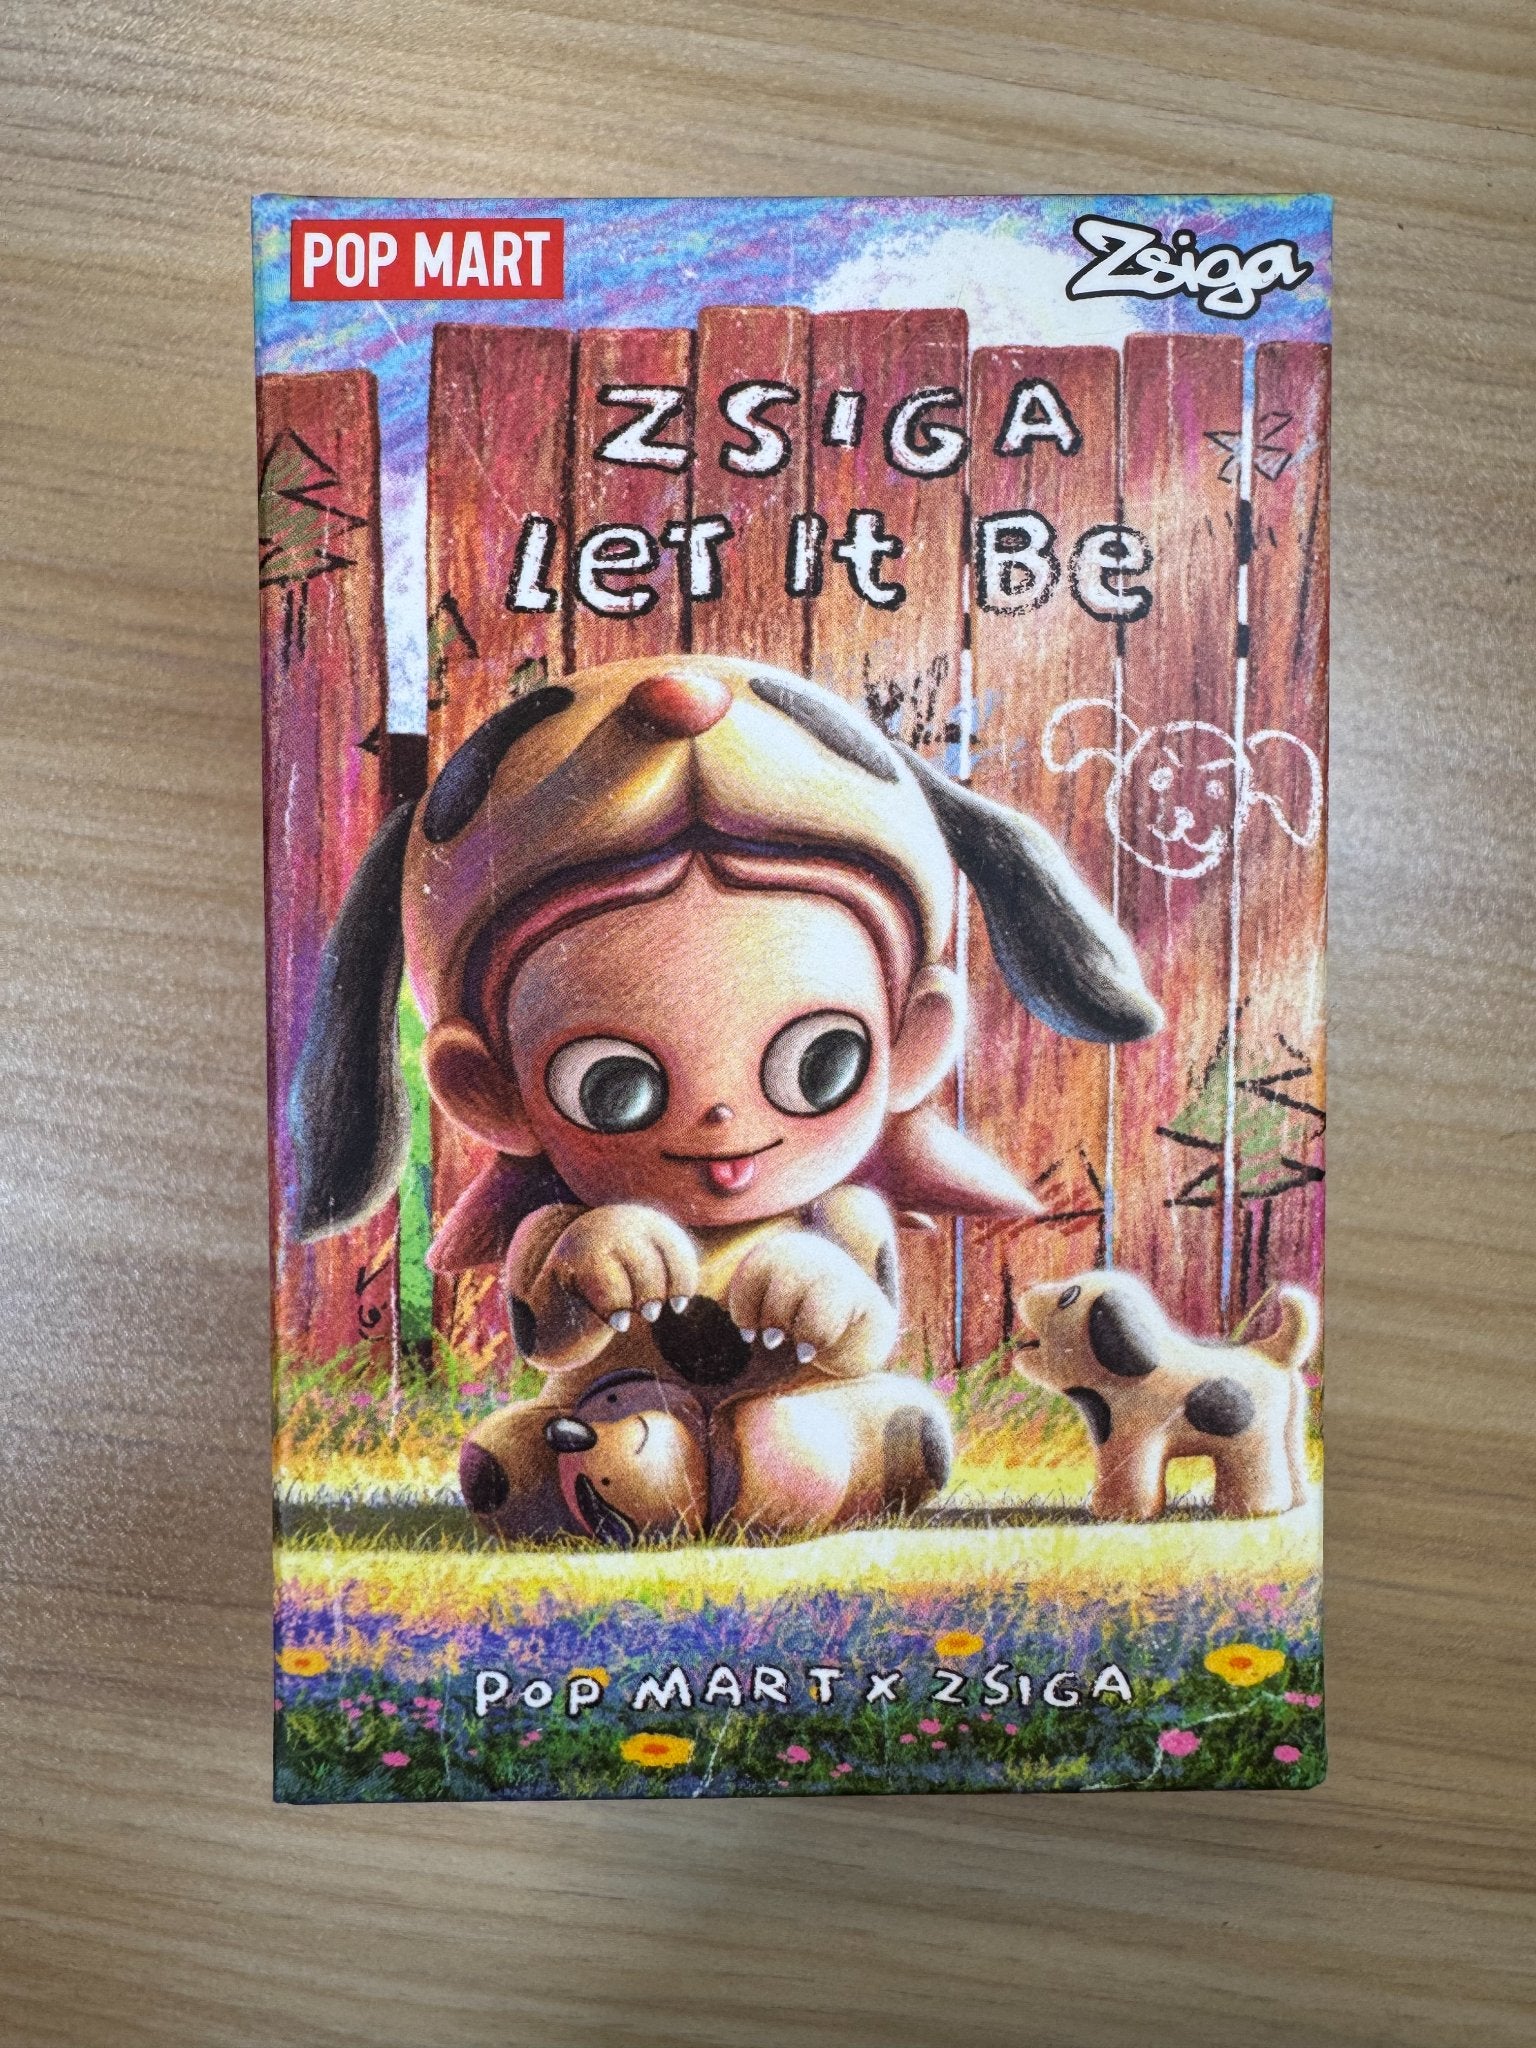 POP MART
Zsiga
ZSIGA
LeT It Be
POP MART x ZSIGA